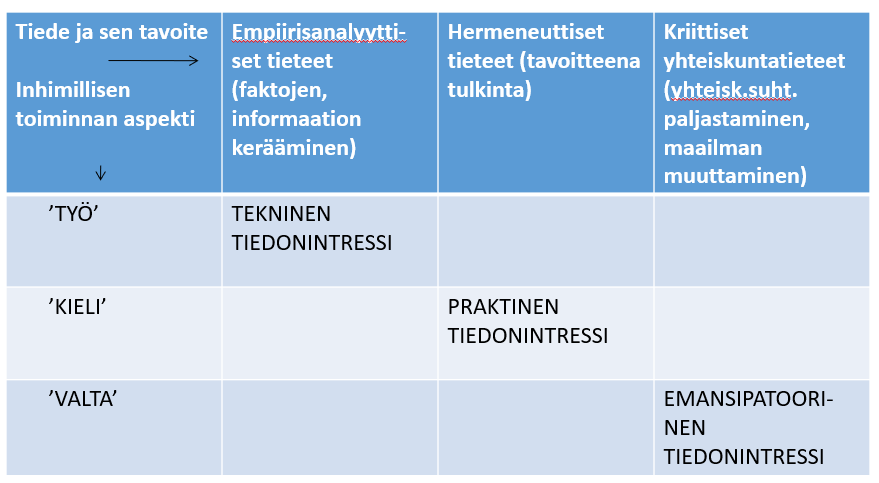 Tiede ja sen tavoite
Inhimillisen
toiminnan aspekti
Empiirisanalyytti-
set tieteet
(faktojen,
informaation
kerääminen)
Hermeneuttiset
tieteet (tavoitteena
tulkinta)
Kriittiset
yhteiskuntatieteet
(yhteisk.suht.
paljastaminen,
maailman
muuttaminen)
’TYÖ’
TEKNINEN
TIEDONINTRESSI
’KIELI’
PRAKTINEN
TIEDONINTRESSI
’VALTA’
EMANSIPATOORI-
NEN
TIEDONINTRESSI